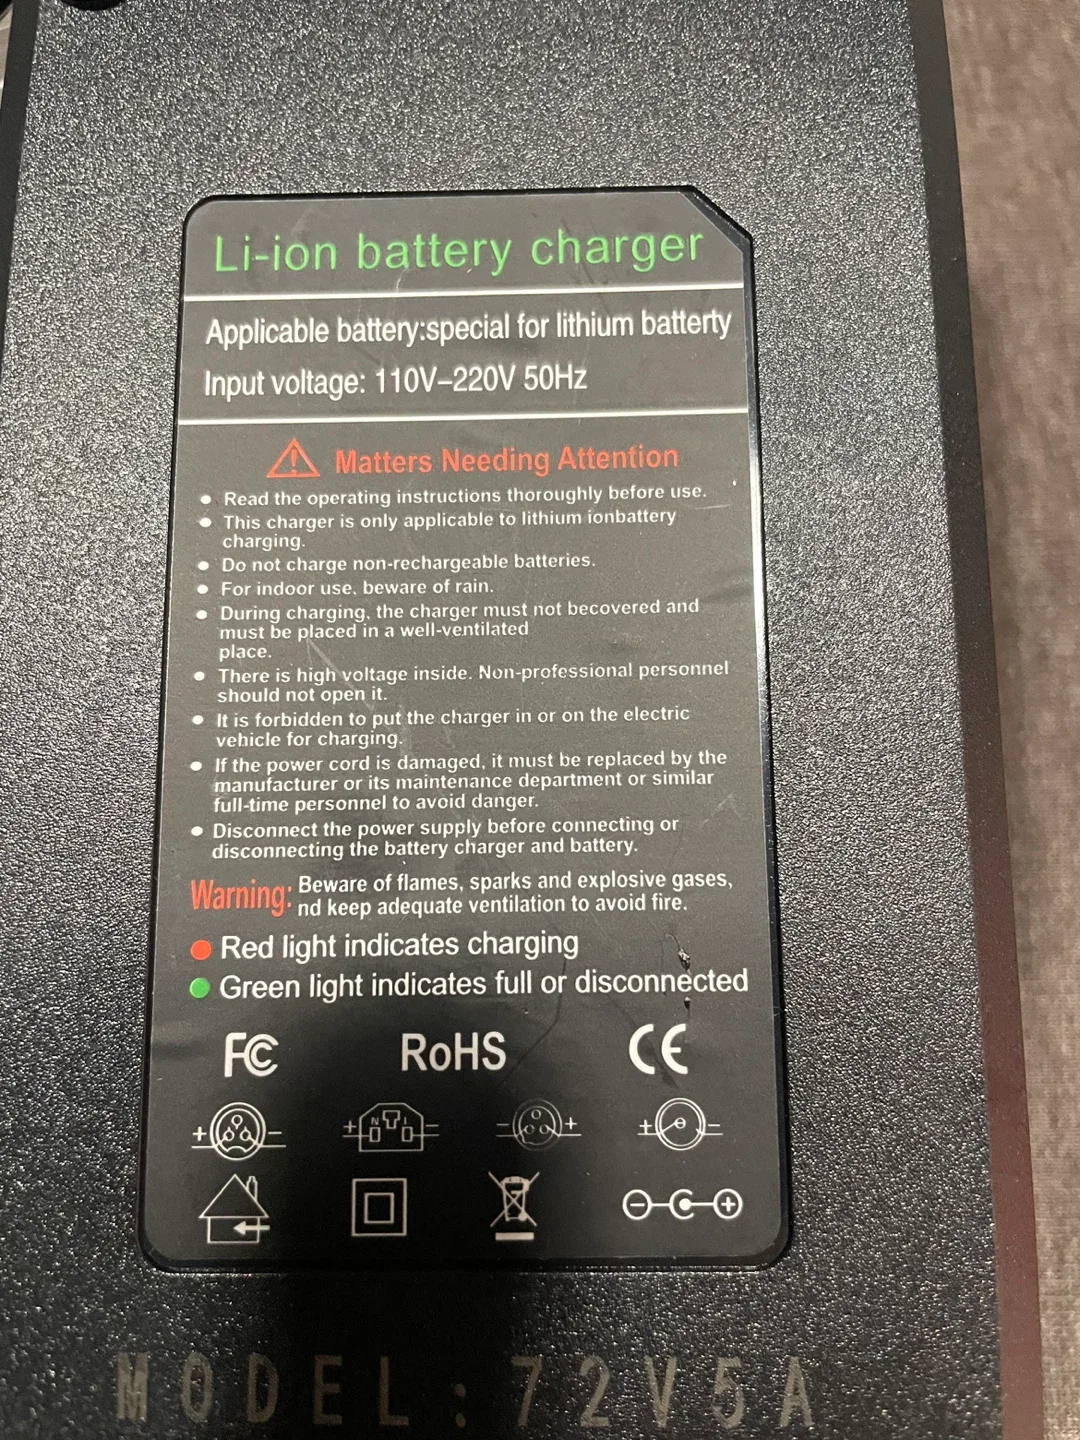 Li-ion battery charger
Applicable battery:special for lithium batterty
Input voltage: 110V–220V 50Hz
Matters Needing Attention
● Read the operating instructions thoroughly before use.
● This charger is only applicable to lithium ionbattery
charging.
● Do not charge non-rechargeable batteries.
● For indoor use, beware of rain.
● During charging, the charger must not becovered and
must be placed in a well-ventilated
place.
● There is high voltage inside. Non-professional personnel
should not open it.
● It is forbidden to put the charger in or on the electric
vehicle for charging.
● If the power cord is damaged, it must be replaced by the
manufacturer or its maintenance department or similar
full-time personnel to avoid danger.
● Disconnect the power supply before connecting or
disconnecting the battery charger and battery.
Warning: Beware of flames, sparks and explosive gases,
nd keep adequate ventilation to avoid fire.
● Red light indicates charging
● Green light indicates full or disconnected
FC RoHS CE
MODEL: 72V5A